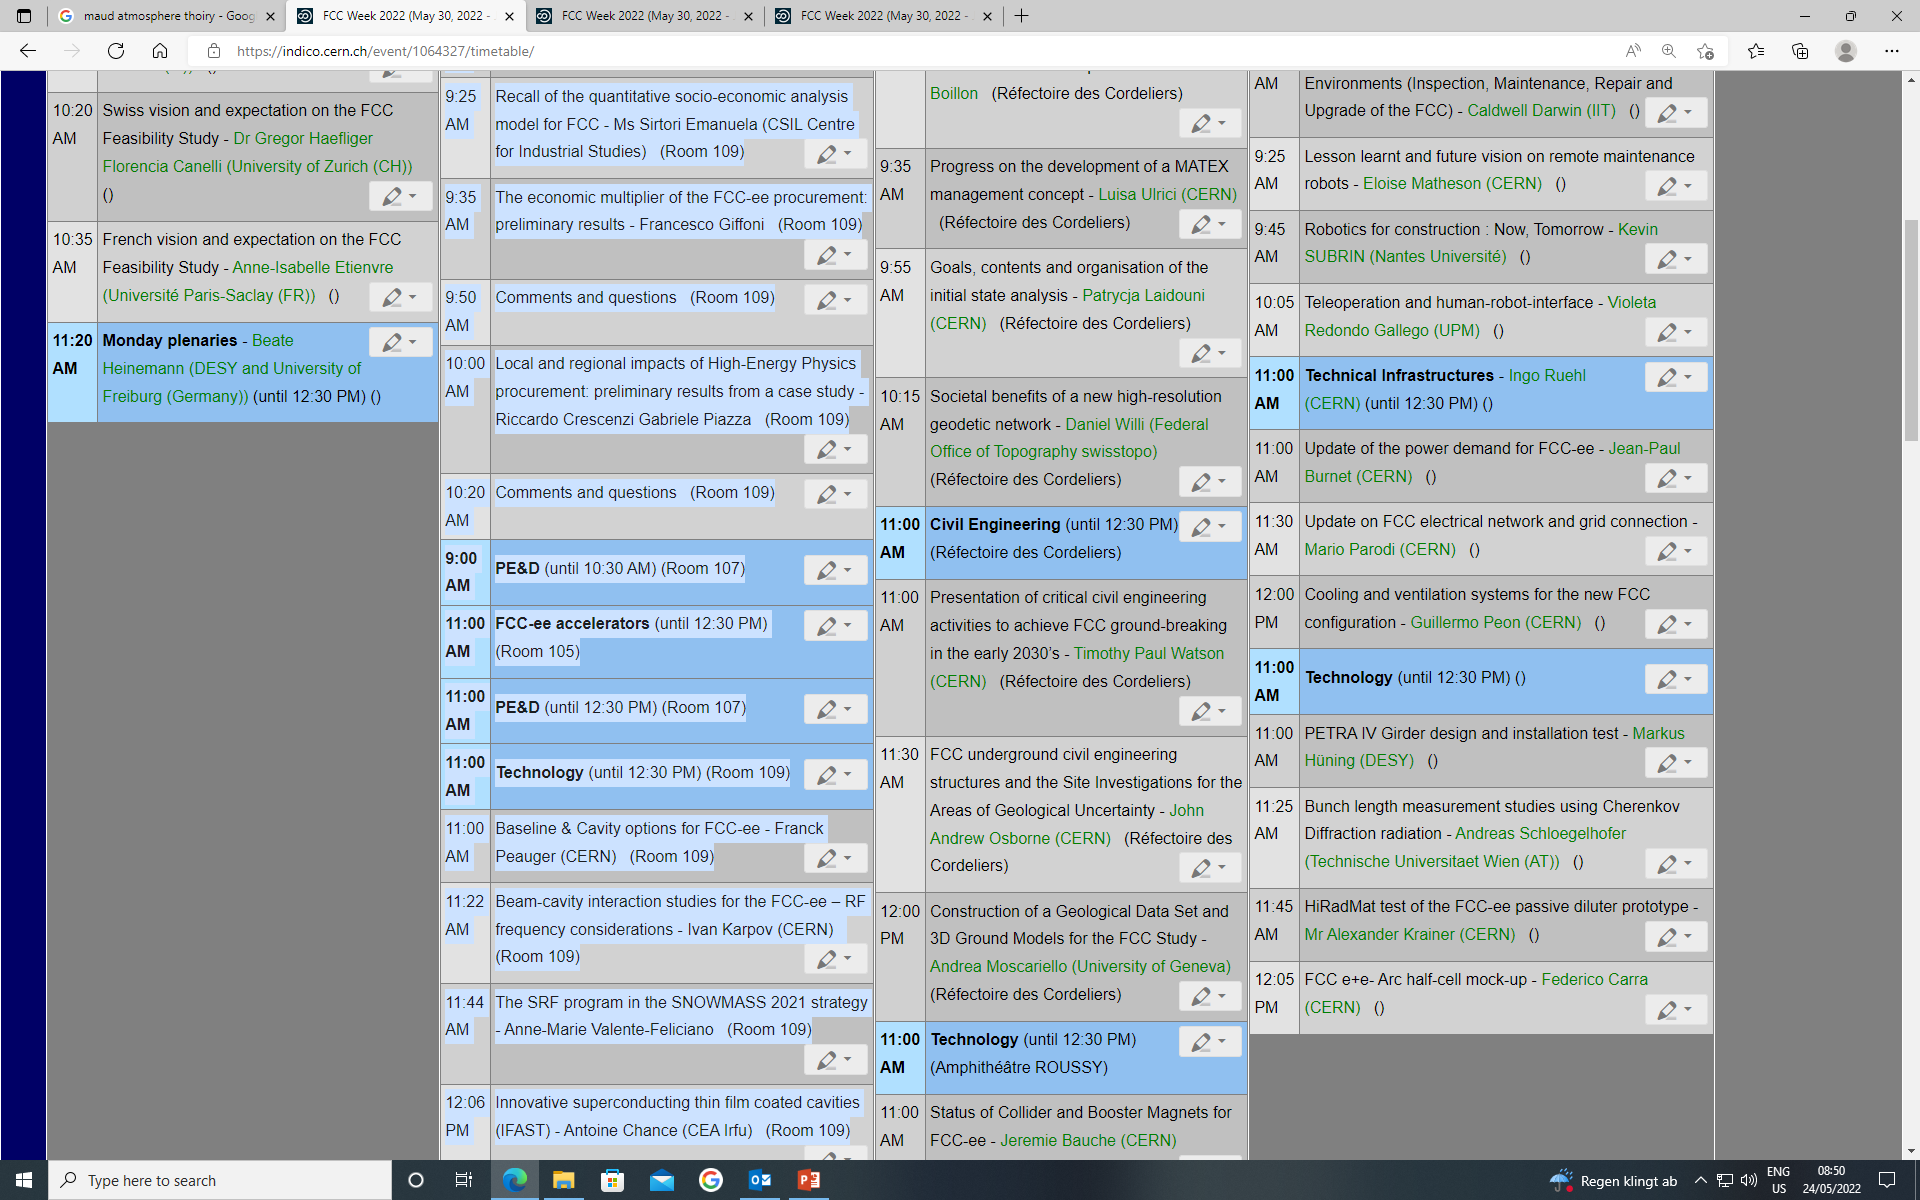 maud atmosphere thoiry - Goog
FCC Week 2022 (May 30, 2022 -
FCC Week 2022 (May 30, 2022 -
FCC Week 2022 (May 30, 2022 -
https://indico.cern.ch/event/1064327/timetable/
10:20 AM
Swiss vision and expectation on the FCC
Feasibility Study - Dr Gregor Haefliger
Florencia Canelli (University of Zurich (CH))
()
10:35 AM
French vision and expectation on the FCC
Feasibility Study - Anne-Isabelle Etienvre
(Université Paris-Saclay (FR)) ()
11:20 AM
Monday plenaries - Beate
Heinemann (DESY and University of
Freiburg (Germany)) (until 12:30 PM) ()
9:25 AM
Recall of the quantitative socio-economic analysis
model for FCC - Ms Sirtori Emanuela (CSIL Centre
for Industrial Studies) (Room 109)
9:35 AM
The economic multiplier of the FCC-ee procurement:
preliminary results - Francesco Giffoni (Room 109)
9:50 AM
Comments and questions (Room 109)
10:00 AM
Local and regional impacts of High-Energy Physics
procurement: preliminary results from a case study -
Riccardo Crescenzi Gabriele Piazza (Room 109)
10:20 AM
Comments and questions (Room 109)
9:00 AM
PE&D (until 10:30 AM) (Room 107)
11:00 AM
FCC-ee accelerators (until 12:30 PM)
(Room 105)
11:00 AM
PE&D (until 12:30 PM) (Room 107)
11:00 AM
Technology (until 12:30 PM) (Room 109)
11:00 AM
Baseline & Cavity options for FCC-ee - Franck
Peauger (CERN) (Room 109)
11:22 AM
Beam-cavity interaction studies for the FCC-ee – RF
frequency considerations - Ivan Karpov (CERN)
(Room 109)
11:44 AM
The SRF program in the SNOWMASS 2021 strategy
- Anne-Marie Valente-Feliciano (Room 109)
12:06 PM
Innovative superconducting thin film coated cavities
(IFAST) - Antoine Chance (CEA Irfu) (Room 109)
Boillon (Réfectoire des Cordeliers)
9:35 AM
Progress on the development of a MATEX
management concept - Luisa Ulrici (CERN)
(Réfectoire des Cordeliers)
9:55 AM
Goals, contents and organisation of the
initial state analysis - Patrycja Laidouni
(CERN) (Réfectoire des Cordeliers)
10:15 AM
Societal benefits of a new high-resolution
geodetic network - Daniel Willi (Federal
Office of Topography swisstopo)
(Réfectoire des Cordeliers)
11:00 AM
Civil Engineering (until 12:30 PM)
(Réfectoire des Cordeliers)
11:00 AM
Presentation of critical civil engineering
activities to achieve FCC ground-breaking
in the early 2030's - Timothy Paul Watson
(CERN) (Réfectoire des Cordeliers)
11:30 AM
FCC underground civil engineering
structures and the Site Investigations for the
Areas of Geological Uncertainty - John
Andrew Osborne (CERN) (Réfectoire des
Cordeliers)
12:00 PM
Construction of a Geological Data Set and
3D Ground Models for the FCC Study -
Andrea Moscariello (University of Geneva)
(Réfectoire des Cordeliers)
11:00 AM
Technology (until 12:30 PM)
(Amphithéâtre ROUSSY)
11:00 AM
Status of Collider and Booster Magnets for
FCC-ee - Jeremie Bauche (CERN)
AM
Environments (Inspection, Maintenance, Repair and
Upgrade of the FCC) - Caldwell Darwin (IIT) ()
9:25 AM
Lesson learnt and future vision on remote maintenance
robots - Eloise Matheson (CERN) ()
9:45 AM
Robotics for construction : Now, Tomorrow - Kevin
SUBRIN (Nantes Université) ()
10:05 AM
Teleoperation and human-robot-interface - Violeta
Redondo Gallego (UPM) ()
11:00 AM
Technical Infrastructures - Ingo Ruehl
(CERN) (until 12:30 PM) ()
11:00 AM
Update of the power demand for FCC-ee - Jean-Paul
Burnet (CERN) ()
11:30 AM
Update on FCC electrical network and grid connection -
Mario Parodi (CERN) ()
12:00 PM
Cooling and ventilation systems for the new FCC
configuration - Guillermo Peon (CERN) ()
11:00 AM
Technology (until 12:30 PM) ()
11:00 AM
PETRA IV Girder design and installation test - Markus
Hüning (DESY) ()
11:25 AM
Bunch length measurement studies using Cherenkov
Diffraction radiation - Andreas Schloegelhofer
(Technische Universitaet Wien (AT)) ()
11:45 AM
HiRadMat test of the FCC-ee passive diluter prototype -
Mr Alexander Krainer (CERN) ()
12:05 PM
FCC e+e- Arc half-cell mock-up - Federico Carra
(CERN) ()
Type here to search
Regen klingt ab
ENG
US
08:50
24/05/2022